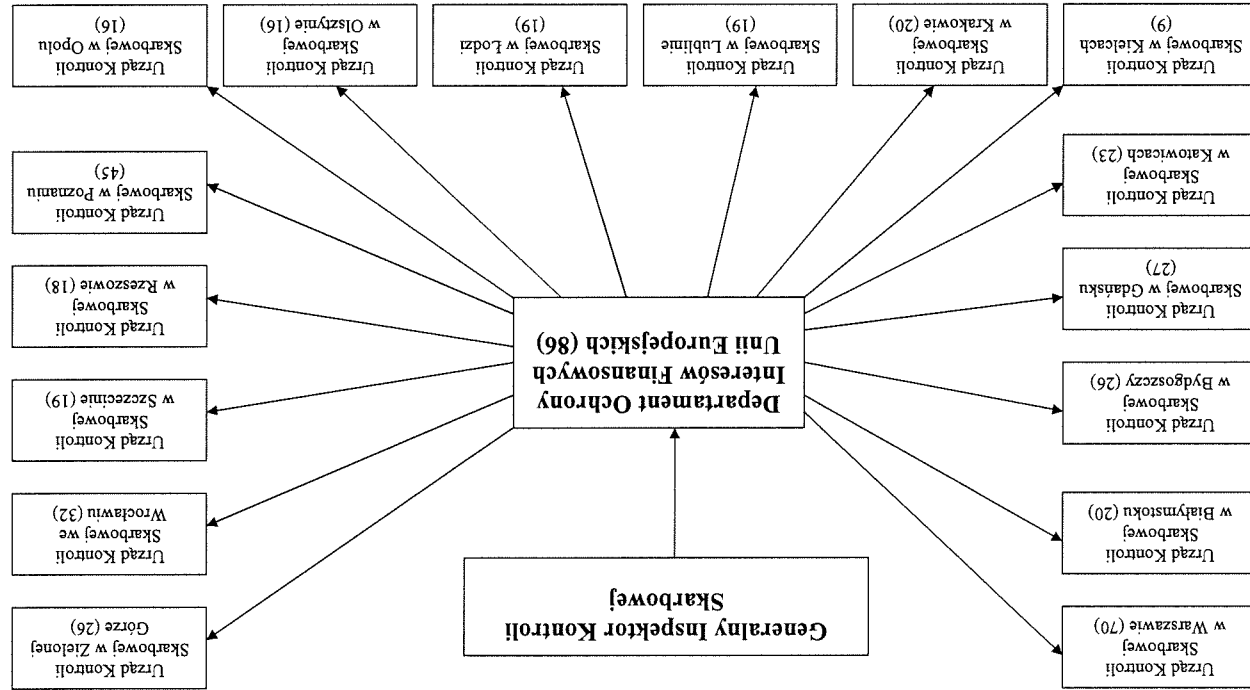 Generalny Inspektor Kontroli
Skarbowej
Urząd Kontroli
Skarbowej
w Warszawie (70)
Urząd Kontroli
Skarbowej w Zielonej
Górze (26)
Urząd Kontroli
Skarbowej
w Białymstoku (20)
Urząd Kontroli
Skarbowej we
Wrocławiu (32)
Departament Ochrony
Interesów Finansowych
Unii Europejskich (86)
Urząd Kontroli
Skarbowej
w Bydgoszczy (26)
Urząd Kontroli
Skarbowej
w Szczecinie (19)
Urząd Kontroli
Skarbowej w Gdańsku
(27)
Urząd Kontroli
Skarbowej
w Rzeszowie (18)
Urząd Kontroli
Skarbowej
w Katowicach (23)
Urząd Kontroli
Skarbowej w Poznaniu
(45)
Urząd Kontroli
Skarbowej w Kielcach
(9)
Urząd Kontroli
Skarbowej
w Krakowie (20)
Urząd Kontroli
Skarbowej w Lublinie
(19)
Urząd Kontroli
Skarbowej w Łodzi
(19)
Urząd Kontroli
Skarbowej
w Olsztynie (16)
Urząd Kontroli
Skarbowej w Opolu
(16)